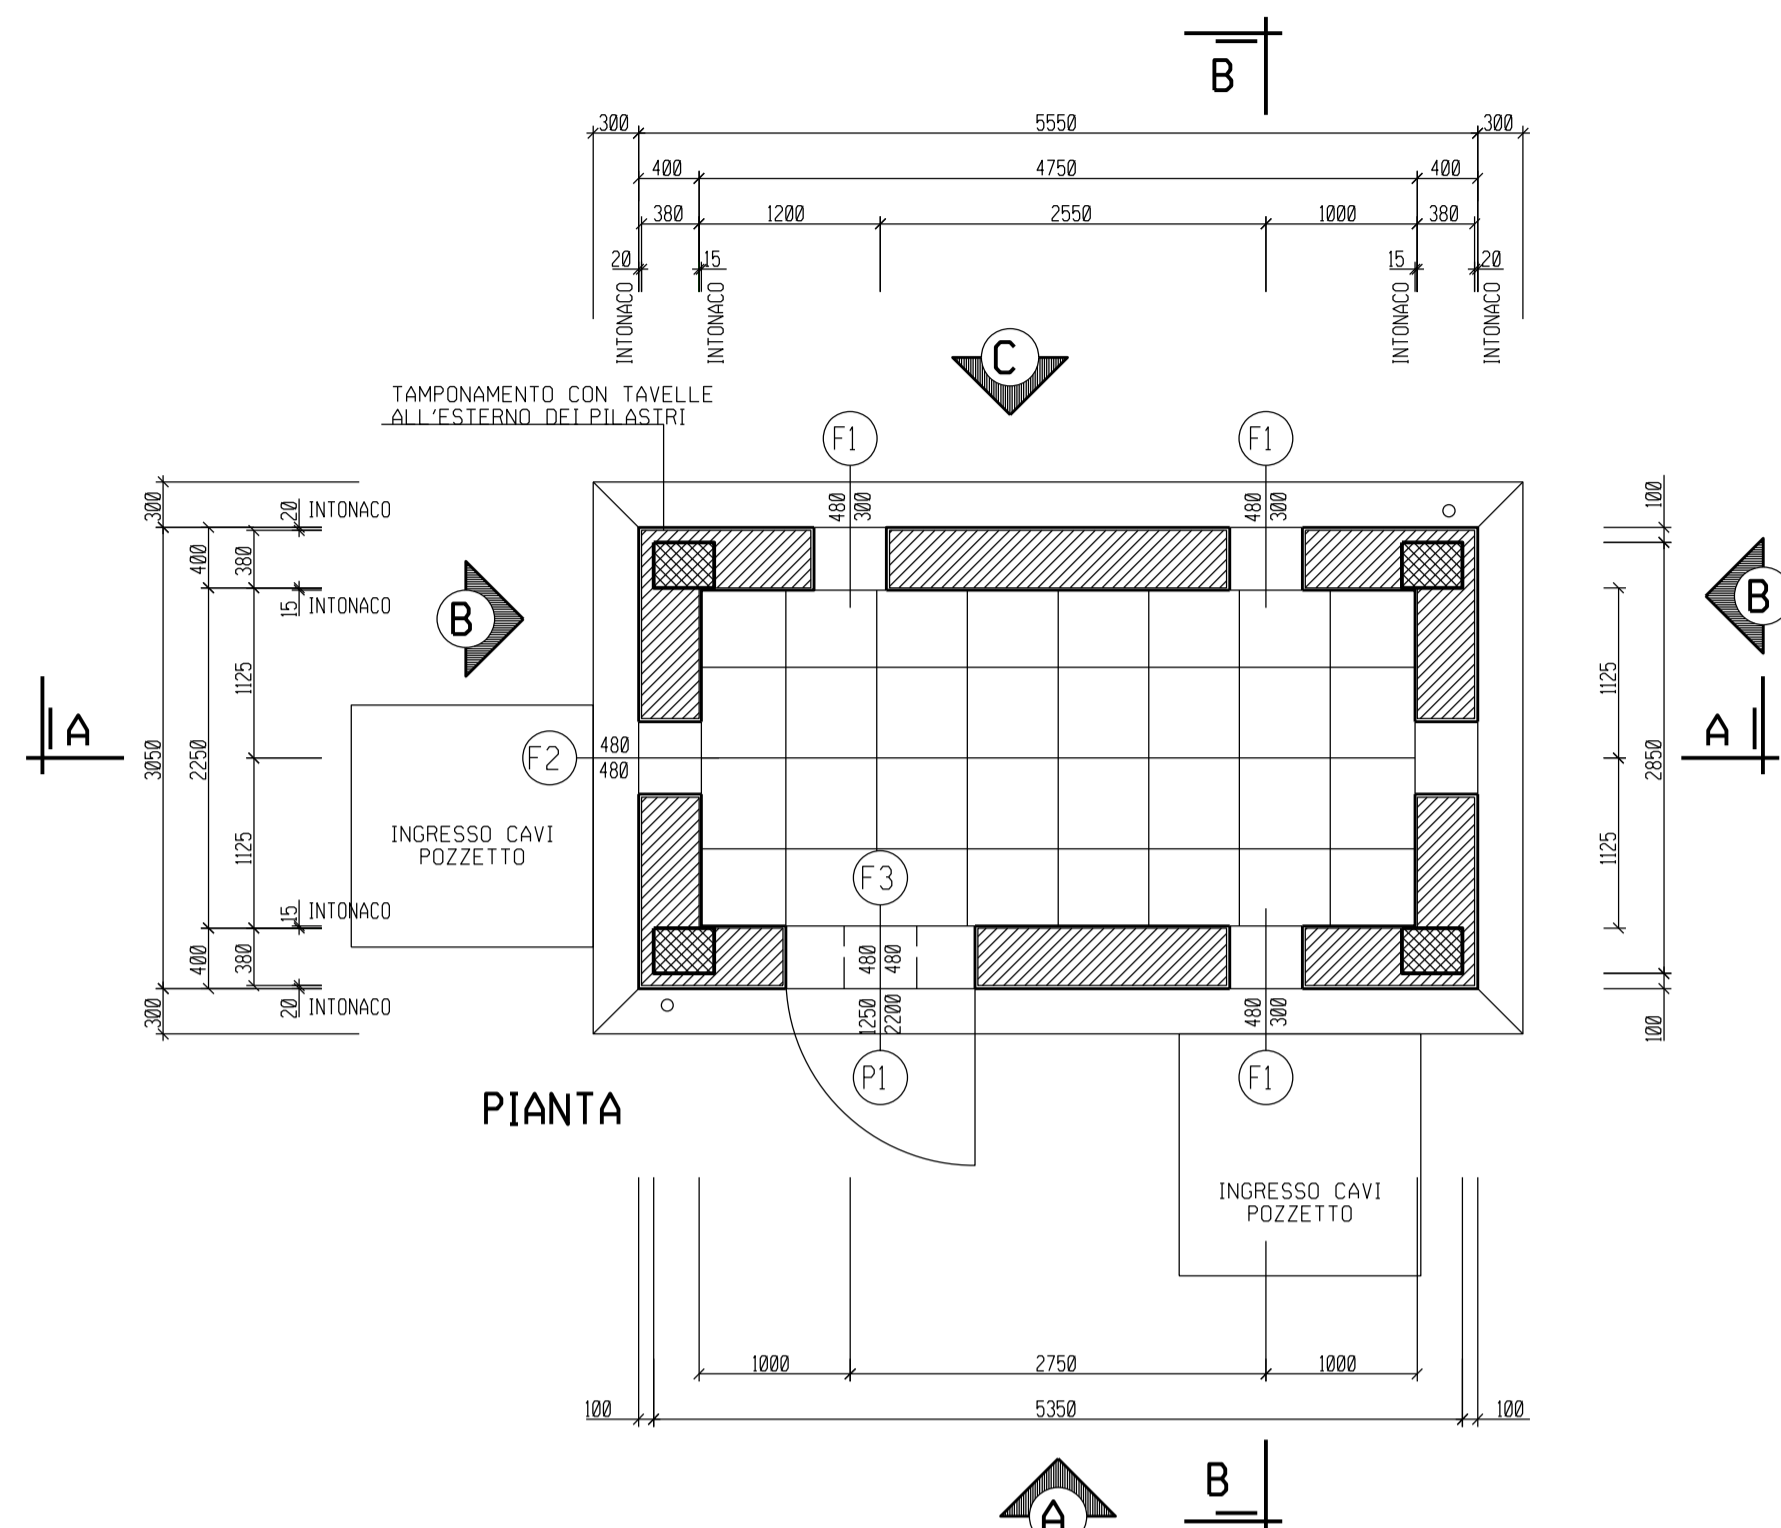 B
300 5550 300
400 4750 400
380 1200 2550 1000 380
20 15 15 20
INTONACO INTONACO INTONACO INTONACO
C
TAMPONAMENTO CON TAVELLE
ALL'ESTERNO DEI PILASTRI
F1 F1
300 20 INTONACO 480 300 480 300 100
400 380
15 INTONACO
B B
1125 1125
A A
3050 2250 F2 480 2850
480
INGRESSO CAVI
POZZETTO
1125 1125
F3
15 INTONACO
400 380 480 480
300 20 INTONACO 1250 2200 480 300 100
P1 F1
PIANTA
INGRESSO CAVI
POZZETTO
1000 2750 1000
100 5350 100
B
A